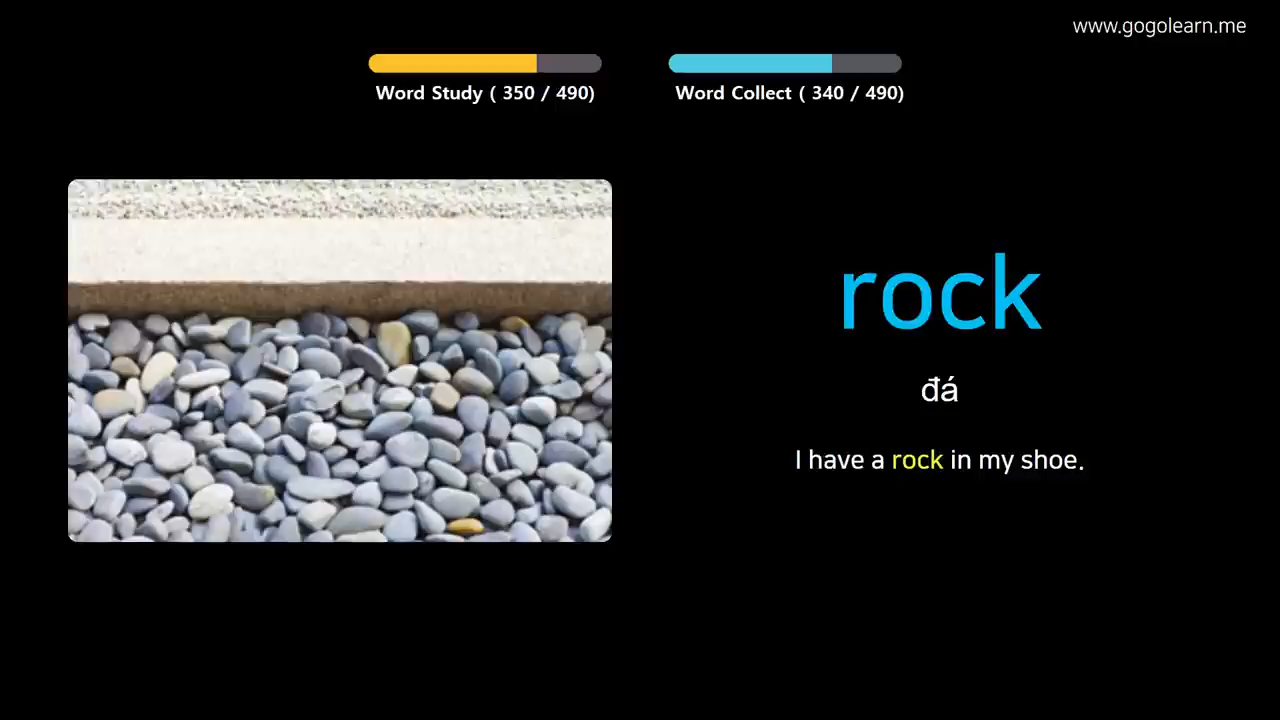 www.gogolearn.me
Word Study ( 350 / 490)
Word Collect ( 340 / 490)
rock
đá
I have a rock in my shoe.